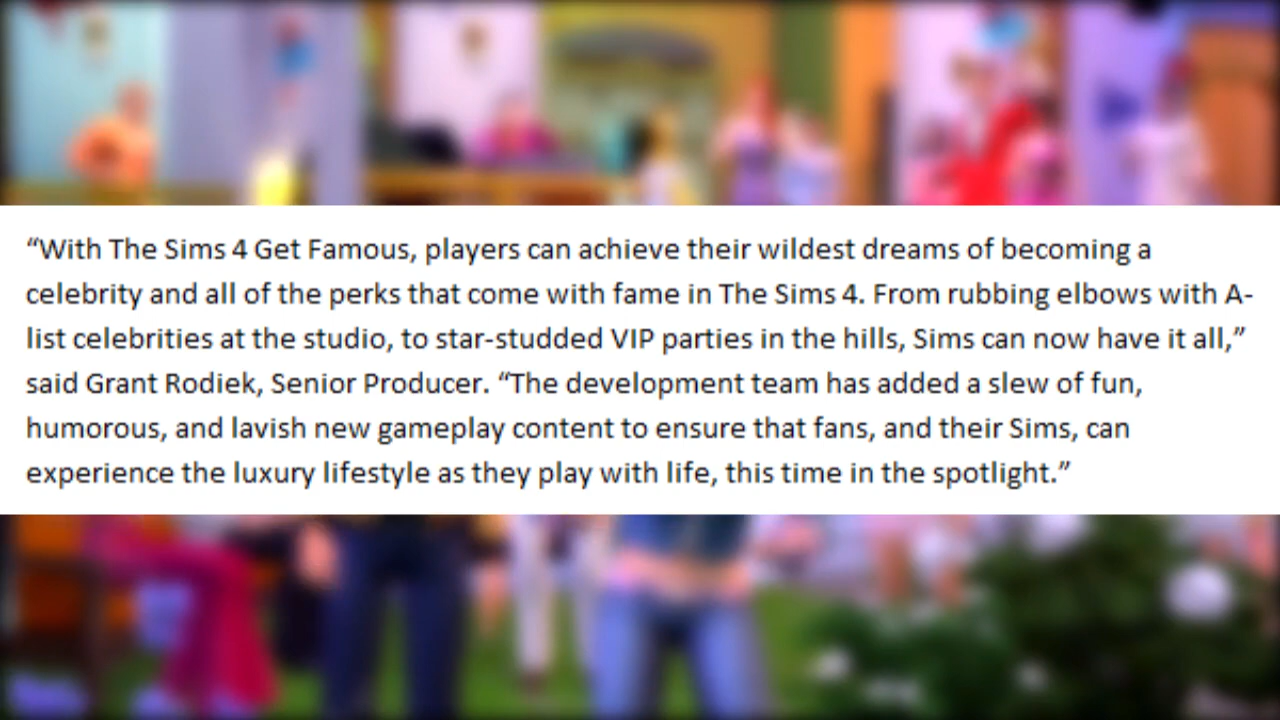 “With The Sims 4 Get Famous, players can achieve their wildest dreams of becoming a
celebrity and all of the perks that come with fame in The Sims 4. From rubbing elbows with A-
list celebrities at the studio, to star-studded VIP parties in the hills, Sims can now have it all,”
said Grant Rodiek, Senior Producer. “The development team has added a slew of fun,
humorous, and lavish new gameplay content to ensure that fans, and their Sims, can
experience the luxury lifestyle as they play with life, this time in the spotlight.”